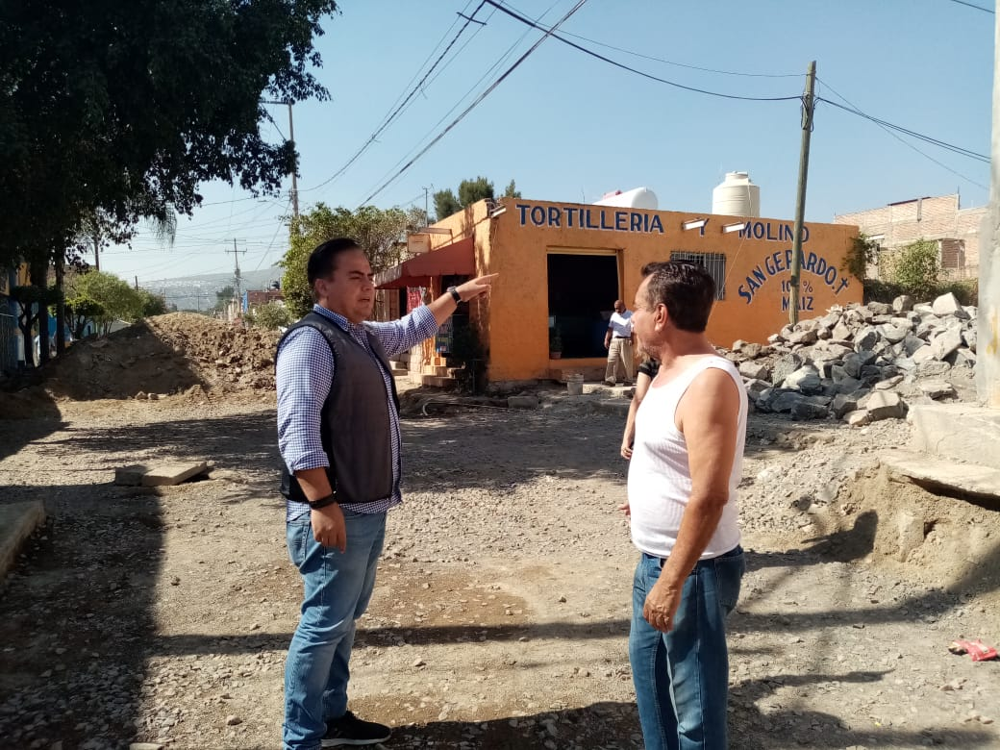 TORTILLERIA Y MOLINO
SAN GERARDO.†
100%
MAIZ